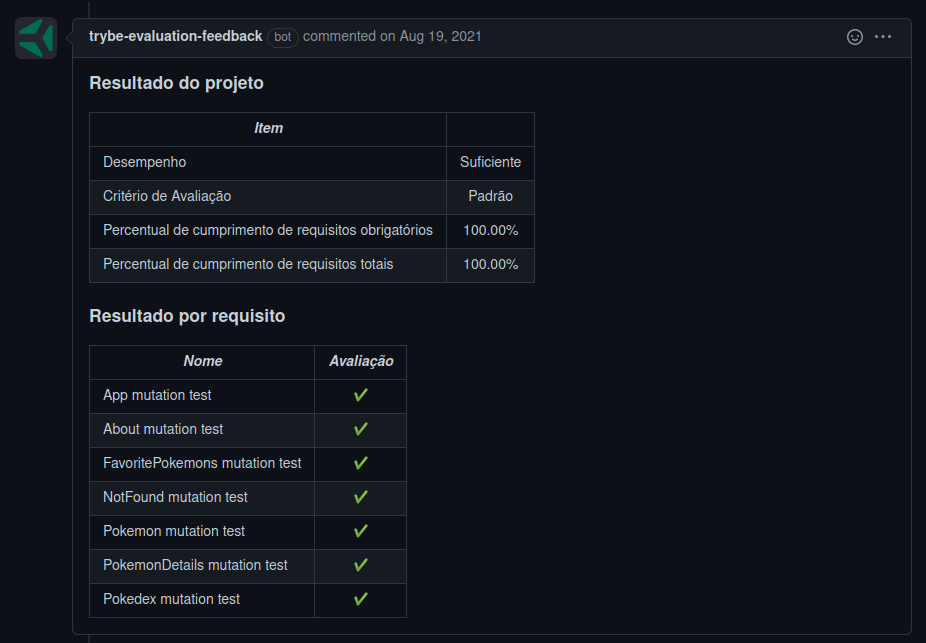 trybe-evaluation-feedback bot commented on Aug 19, 2021
Resultado do projeto
Item
Desempenho Suficiente
Critério de Avaliação Padrão
Percentual de cumprimento de requisitos obrigatórios 100.00%
Percentual de cumprimento de requisitos totais 100.00%
Resultado por requisito
Nome Avaliação
App mutation test ✔
About mutation test ✔
FavoritePokemons mutation test ✔
NotFound mutation test ✔
Pokemon mutation test ✔
PokemonDetails mutation test ✔
Pokedex mutation test ✔